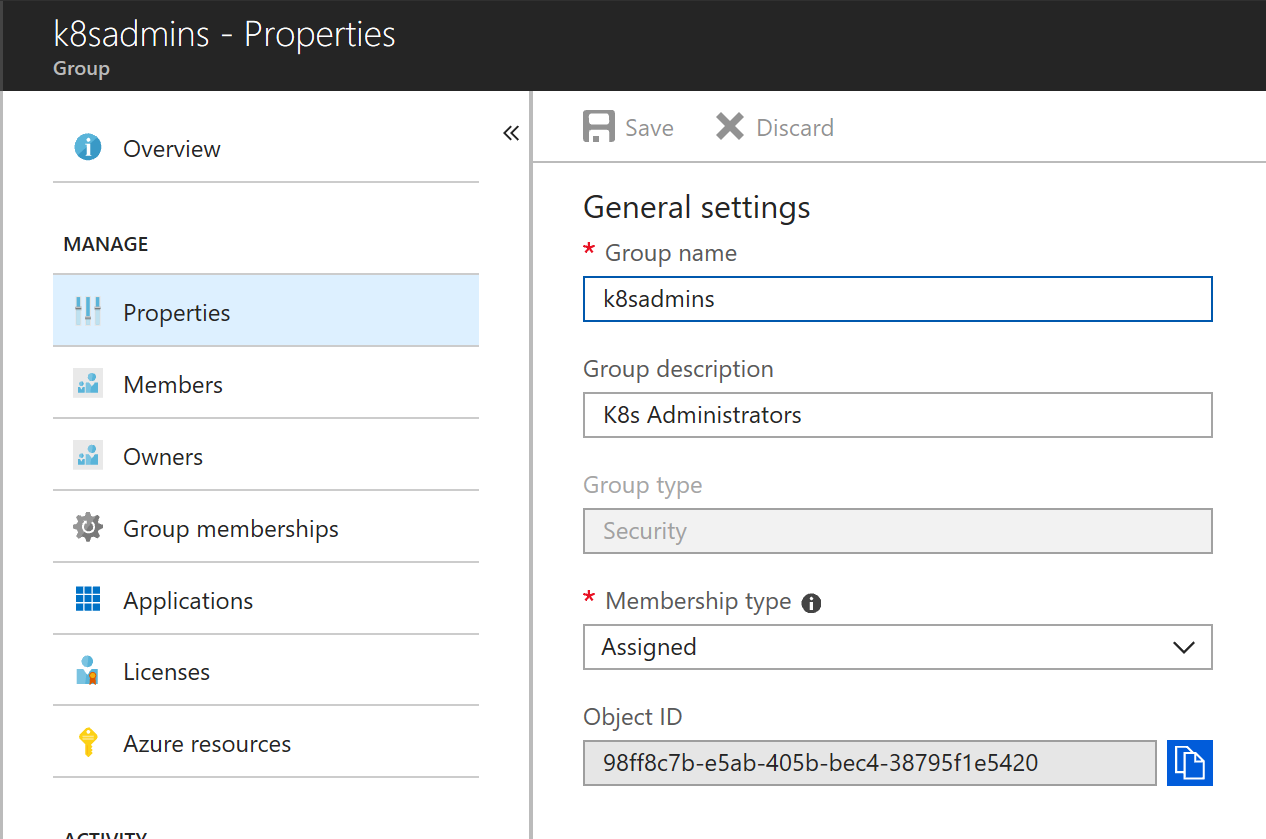 k8sadmins - Properties
Group
Overview
MANAGE
Properties
Members
Owners
Group memberships
Applications
Licenses
Azure resources
ACTIVITY
Save
Discard
General settings
* Group name
k8sadmins
Group description
K8s Administrators
Group type
Security
* Membership type
Assigned
Object ID
98ff8c7b-e5ab-405b-bec4-38795f1e5420